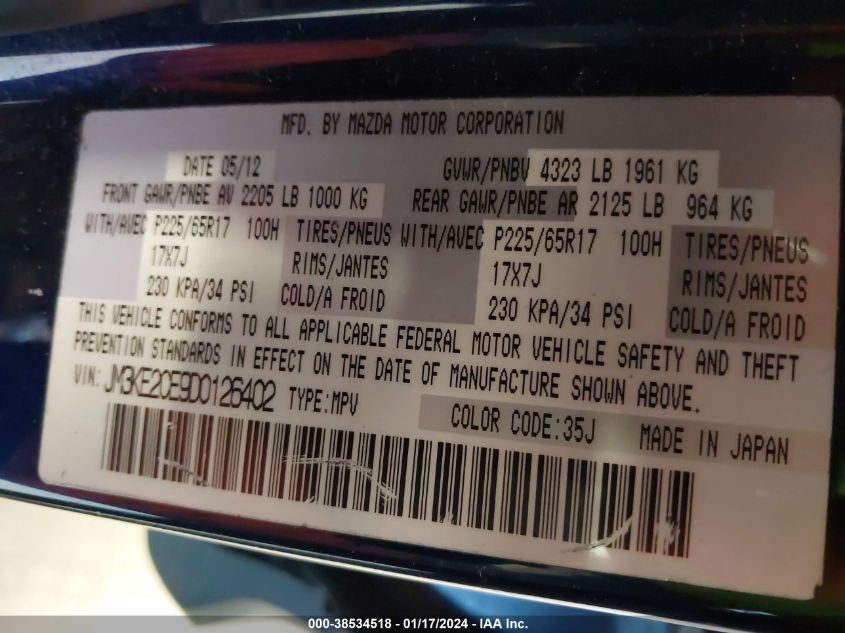 MFD. BY MAZDA MOTOR CORPORATION
DATE 05/12 GVWR/PNBV 4323 LB 1961 KG
FRONT GAWR/PNBE AV 2205 LB 1000 KG REAR GAWR/PNBE AR 2125 LB 964 KG
WITH/AVEC P225/65R17 100H TIRES/PNEUS WITH/AVEC P225/65R17 100H TIRES/PNEUS
17X7J RIMS/JANTES 17X7J RIMS/JANTES
230 KPA/34 PSI COLD/A FROID 230 KPA/34 PSI COLD/A FROID
THIS VEHICLE CONFORMS TO ALL APPLICABLE FEDERAL MOTOR VEHICLE SAFETY AND THEFT
PREVENTION STANDARDS IN EFFECT ON THE DATE OF MANUFACTURE SHOWN ABOVE.
VIN: JM3KE2CE9D0126402 TYPE:MPV
COLOR CODE:35J MADE IN JAPAN
000-38534518 - 01/17/2024 - IAA Inc.